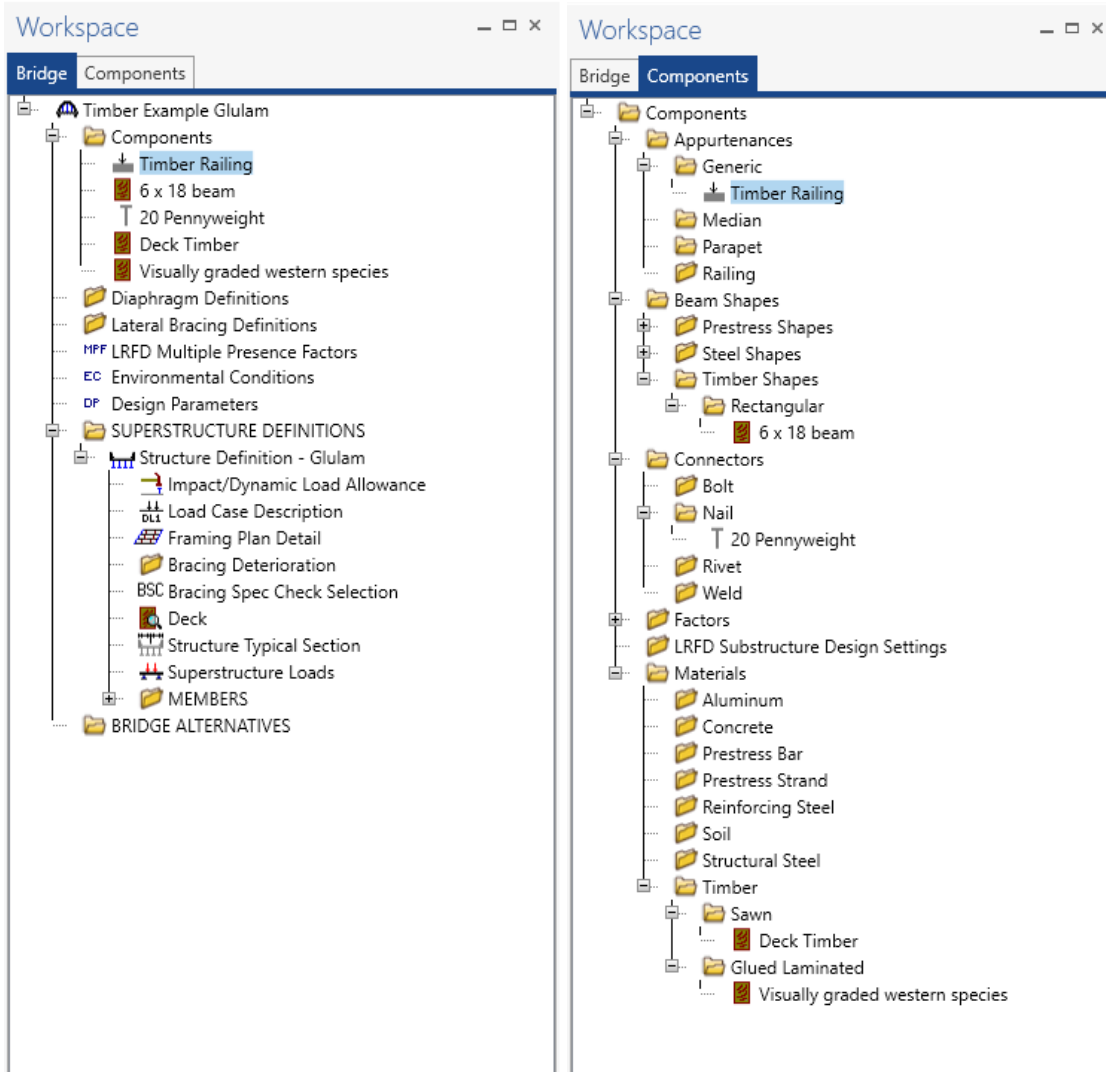 Workspace
Bridge Components
Timber Example Glulam
Components
Timber Railing
6 x 18 beam
20 Pennyweight
Deck Timber
Visually graded western species
Diaphragm Definitions
Lateral Bracing Definitions
MPF LRFD Multiple Presence Factors
EC Environmental Conditions
DP Design Parameters
SUPERSTRUCTURE DEFINITIONS
Structure Definition - Glulam
Impact/Dynamic Load Allowance
DL1 Load Case Description
Framing Plan Detail
Bracing Deterioration
BSC Bracing Spec Check Selection
Deck
Structure Typical Section
Superstructure Loads
MEMBERS
BRIDGE ALTERNATIVES
Workspace
Bridge Components
Components
Appurtenances
Generic
Timber Railing
Median
Parapet
Railing
Beam Shapes
Prestress Shapes
Steel Shapes
Timber Shapes
Rectangular
6 x 18 beam
Connectors
Bolt
Nail
20 Pennyweight
Rivet
Weld
Factors
LRFD Substructure Design Settings
Materials
Aluminum
Concrete
Prestress Bar
Prestress Strand
Reinforcing Steel
Soil
Structural Steel
Timber
Sawn
Deck Timber
Glued Laminated
Visually graded western species